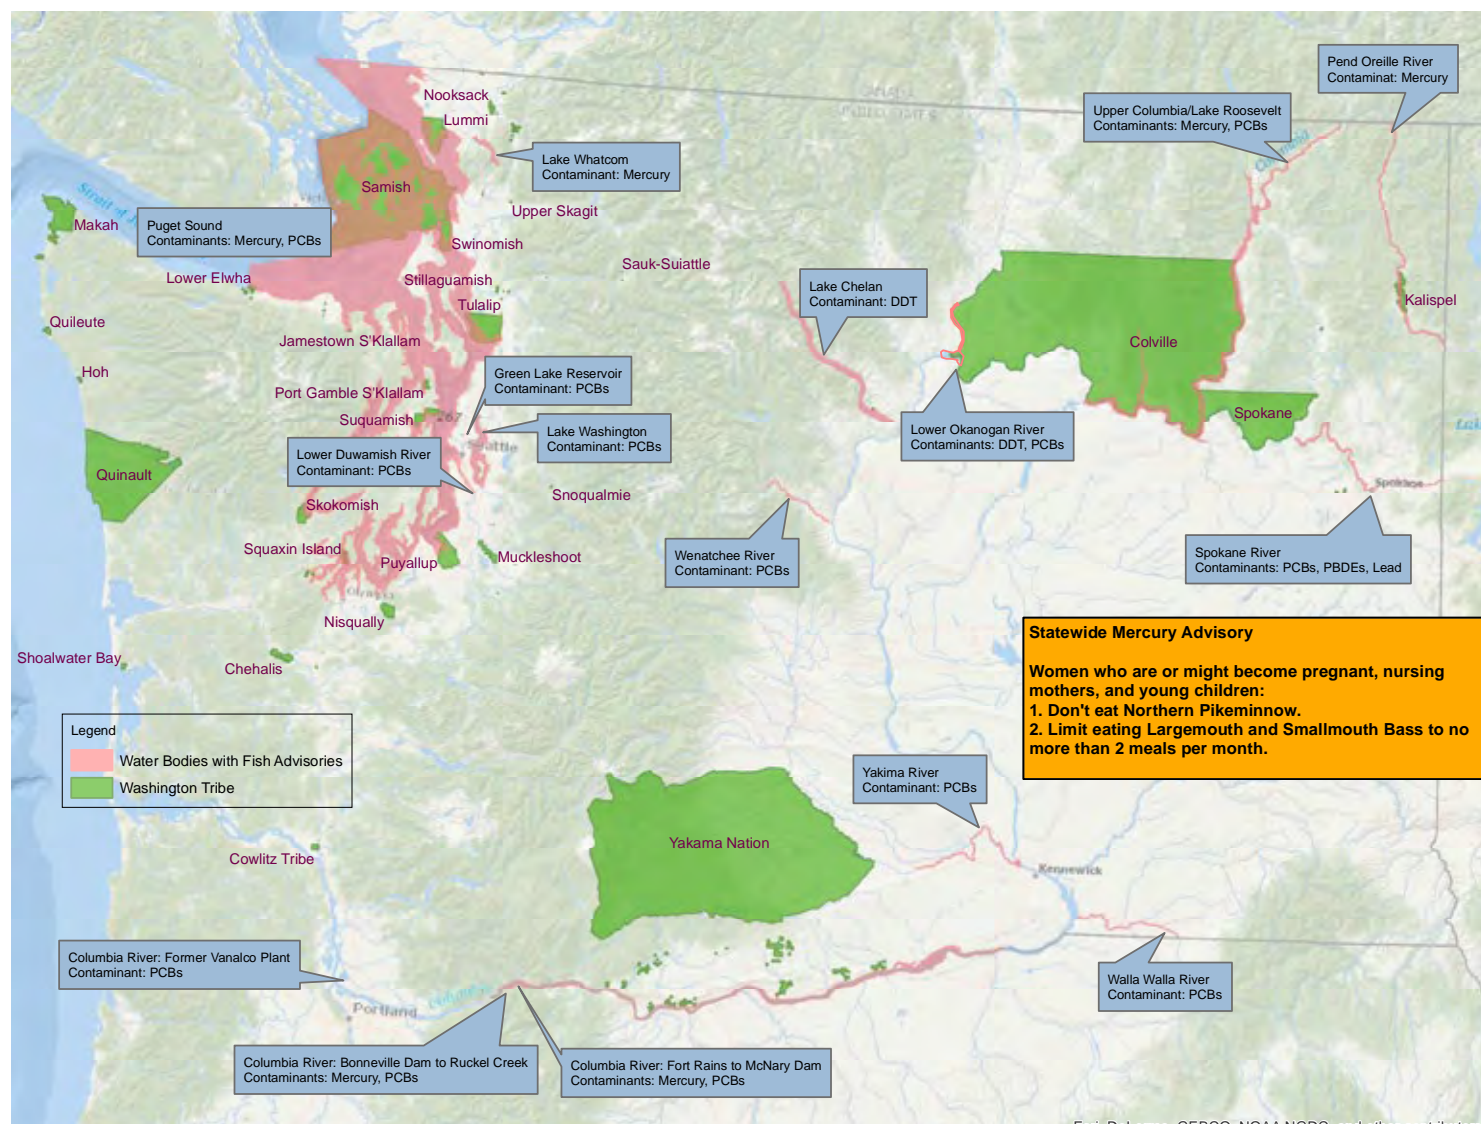 Pend Oreille River
Contaminat: Mercury
Upper Columbia/Lake Roosevelt
Contaminants: Mercury, PCBs
Nooksack
Lummi
Lake Whatcom
Contaminant: Mercury
Samish
Upper Skagit
Makah
Puget Sound
Contaminants: Mercury, PCBs
Swinomish
Sauk-Suiattle
Lower Elwha
Stillaguamish
Lake Chelan
Contaminant: DDT
Kalispel
Tulalip
Quileute
Jamestown S'Klallam
Colville
Hoh
Green Lake Reservoir
Contaminant: PCBs
Port Gamble S'Klallam
Suquamish
Spokane
Lake Washington
Contaminant: PCBs
Lower Okanogan River
Contaminants: DDT, PCBs
Seattle
Lower Duwamish River
Contaminant: PCBs
Quinault
Spokane
Snoqualmie
Skokomish
Squaxin Island
Puyallup
Muckleshoot
Wenatchee River
Contaminant: PCBs
Spokane River
Contaminants: PCBs, PBDEs, Lead
Olympia
Nisqually
Statewide Mercury Advisory
Women who are or might become pregnant, nursing
mothers, and young children:
1. Don't eat Northern Pikeminnow.
2. Limit eating Largemouth and Smallmouth Bass to no
more than 2 meals per month.
Shoalwater Bay
Chehalis
Legend
Water Bodies with Fish Advisories
Washington Tribe
Yakima River
Contaminant: PCBs
Yakama Nation
Cowlitz Tribe
Kennewick
Columbia River: Former Vanalco Plant
Contaminant: PCBs
Walla Walla River
Contaminant: PCBs
Columbia
Portland
Columbia River: Bonneville Dam to Ruckel Creek
Contaminants: Mercury, PCBs
Columbia River: Fort Rains to McNary Dam
Contaminants: Mercury, PCBs